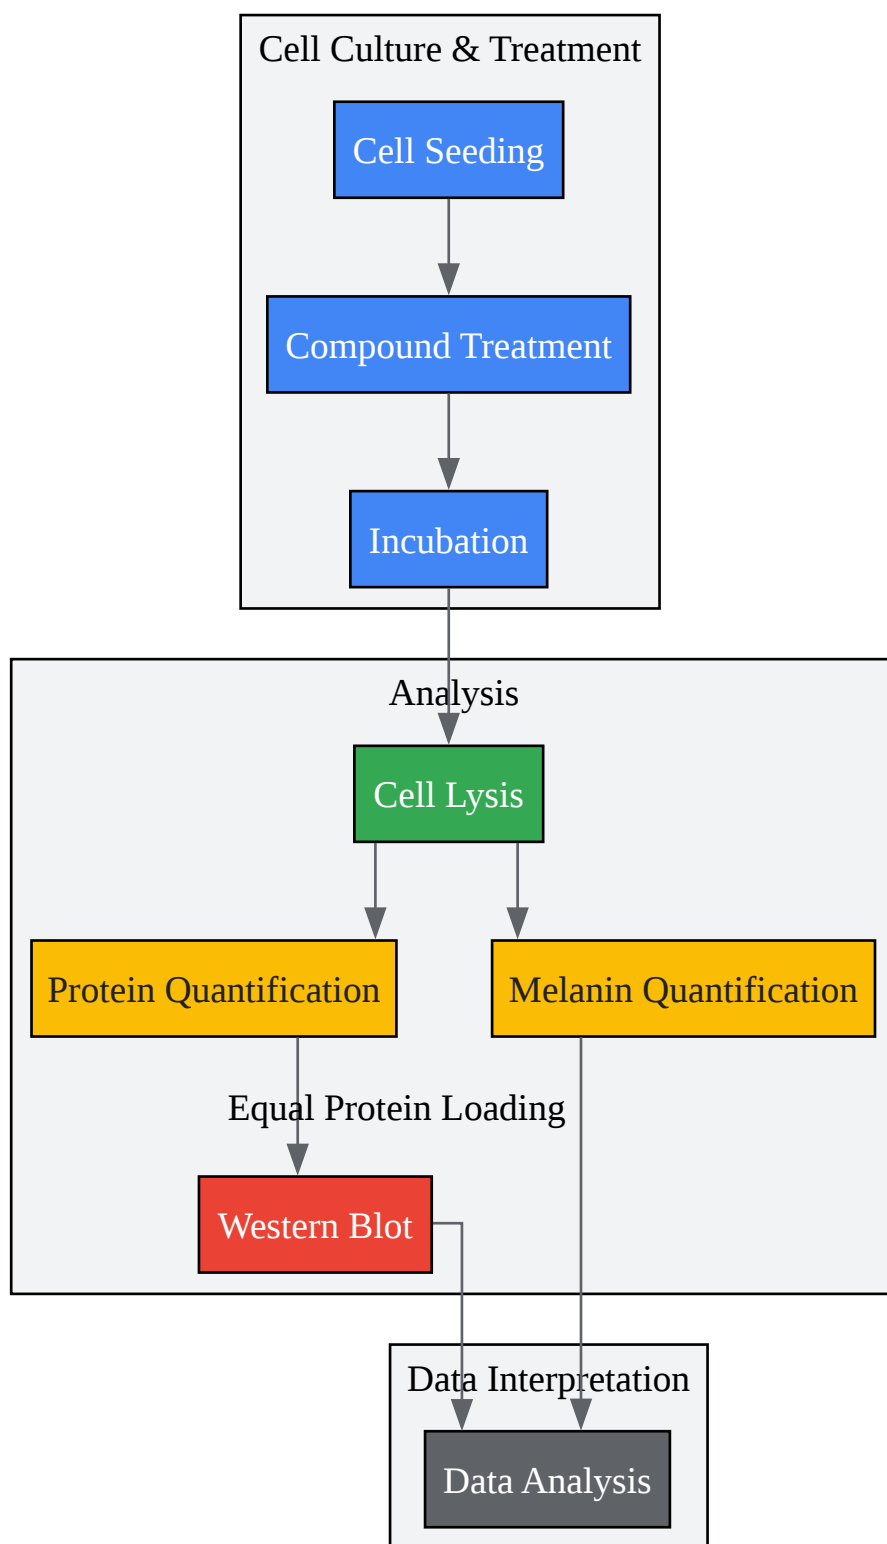 Cell Culture & Treatment
Cell Seeding
Compound Treatment
Incubation
Analysis
Cell Lysis
Protein Quantification
Melanin Quantification
Equal Protein Loading
Western Blot
Data Interpretation
Data Analysis